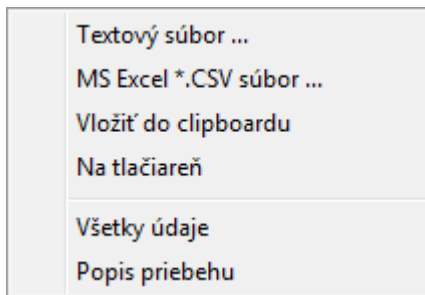 Textový súbor ...
MS Excel *.CSV súbor ...
Vložiť do clipboardu
Na tlačiareň
Všetky údaje
Popis priebehu